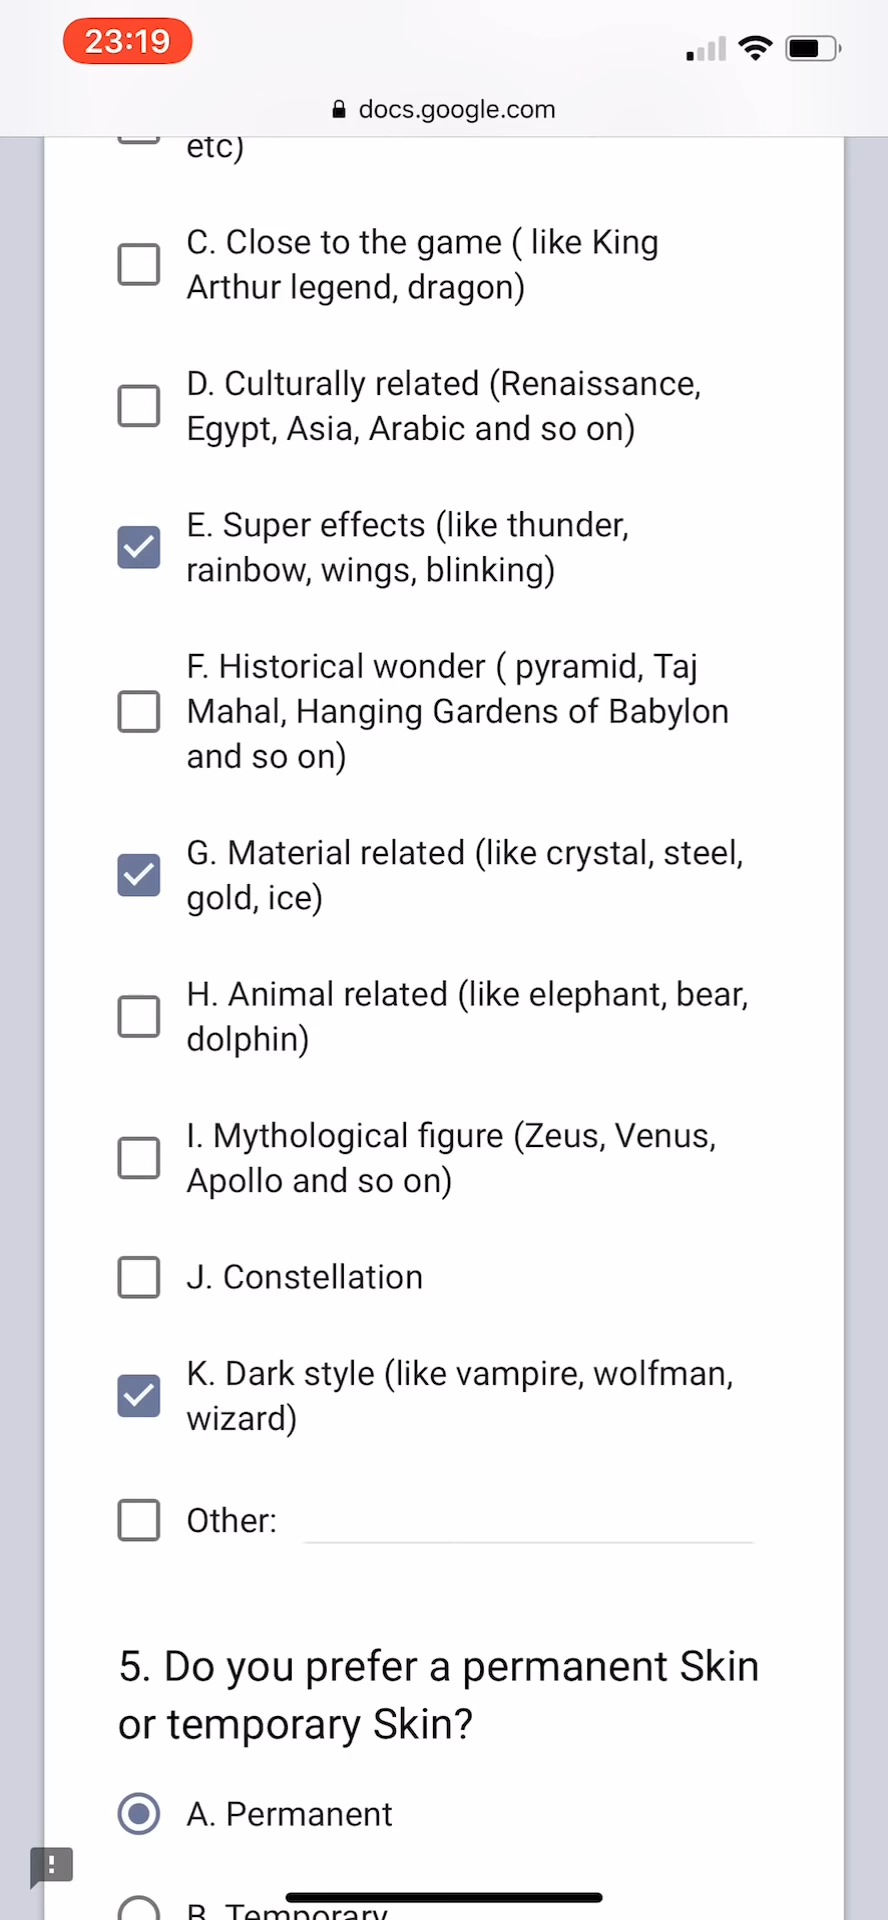 23:19
docs.google.com
etc)
C. Close to the game ( like King
Arthur legend, dragon)
D. Culturally related (Renaissance,
Egypt, Asia, Arabic and so on)
E. Super effects (like thunder,
rainbow, wings, blinking)
F. Historical wonder ( pyramid, Taj
Mahal, Hanging Gardens of Babylon
and so on)
G. Material related (like crystal, steel,
gold, ice)
H. Animal related (like elephant, bear,
dolphin)
I. Mythological figure (Zeus, Venus,
Apollo and so on)
J. Constellation
K. Dark style (like vampire, wolfman,
wizard)
Other:
5. Do you prefer a permanent Skin
or temporary Skin?
A. Permanent
B. Temporary